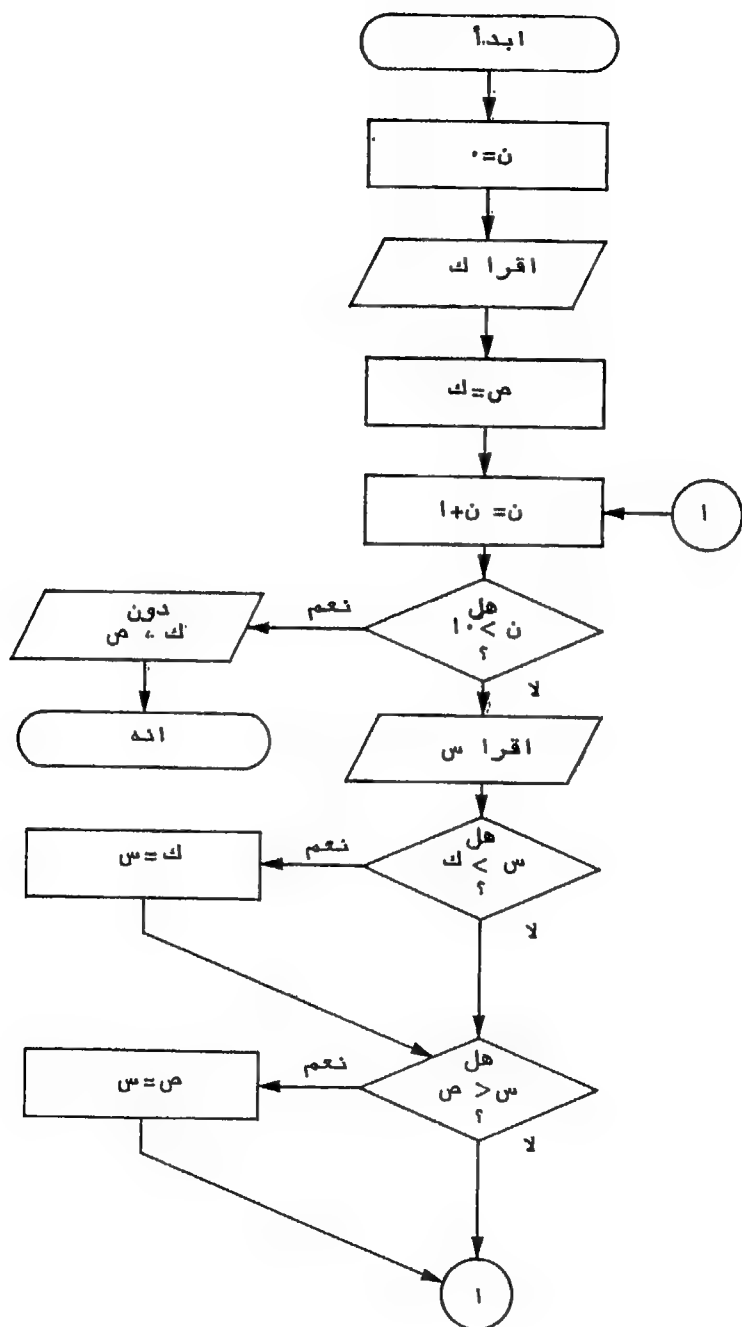 ابدأ
ن=٠
اقرا ك
ص=ك
ن= ن+١
١
هل
ن > ١٠
؟
نعم
لا
دون
ك ، ص
انه
اقرا س
هل
س > ك
؟
نعم
لا
ك=س
هل
س < ص
؟
نعم
لا
ص=س
١